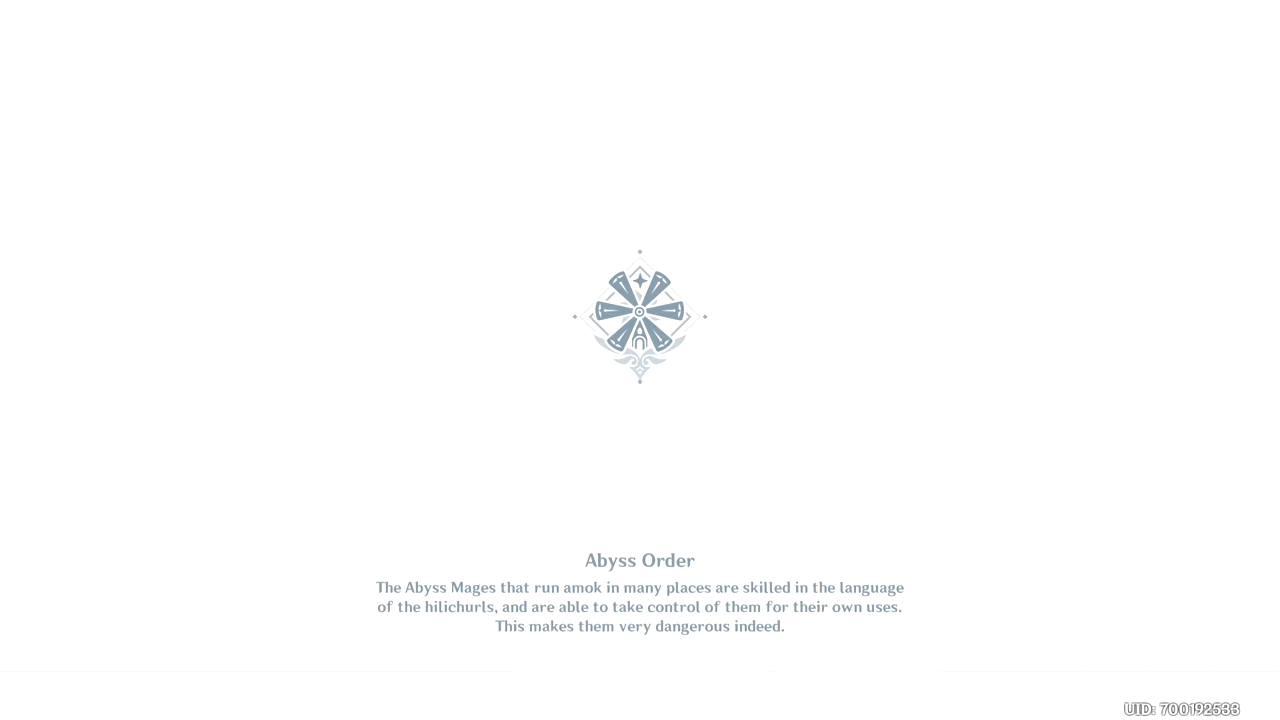 Abyss Order
The Abyss Mages that run amok in many places are skilled in the language
of the hilichurls, and are able to take control of them for their own uses.
This makes them very dangerous indeed.
UID: 700192533